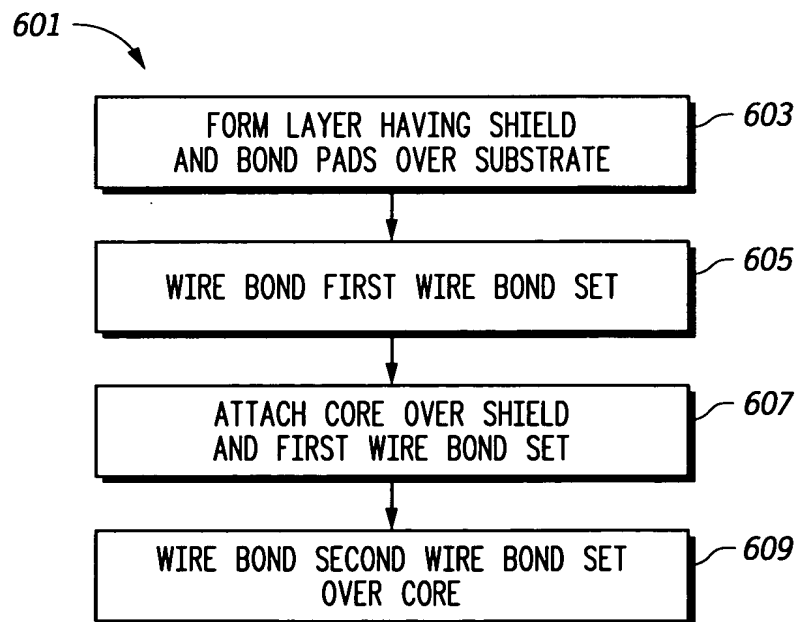 601
FORM LAYER HAVING SHIELD
AND BOND PADS OVER SUBSTRATE
603
WIRE BOND FIRST WIRE BOND SET
605
ATTACH CORE OVER SHIELD
AND FIRST WIRE BOND SET
607
WIRE BOND SECOND WIRE BOND SET
OVER CORE
609